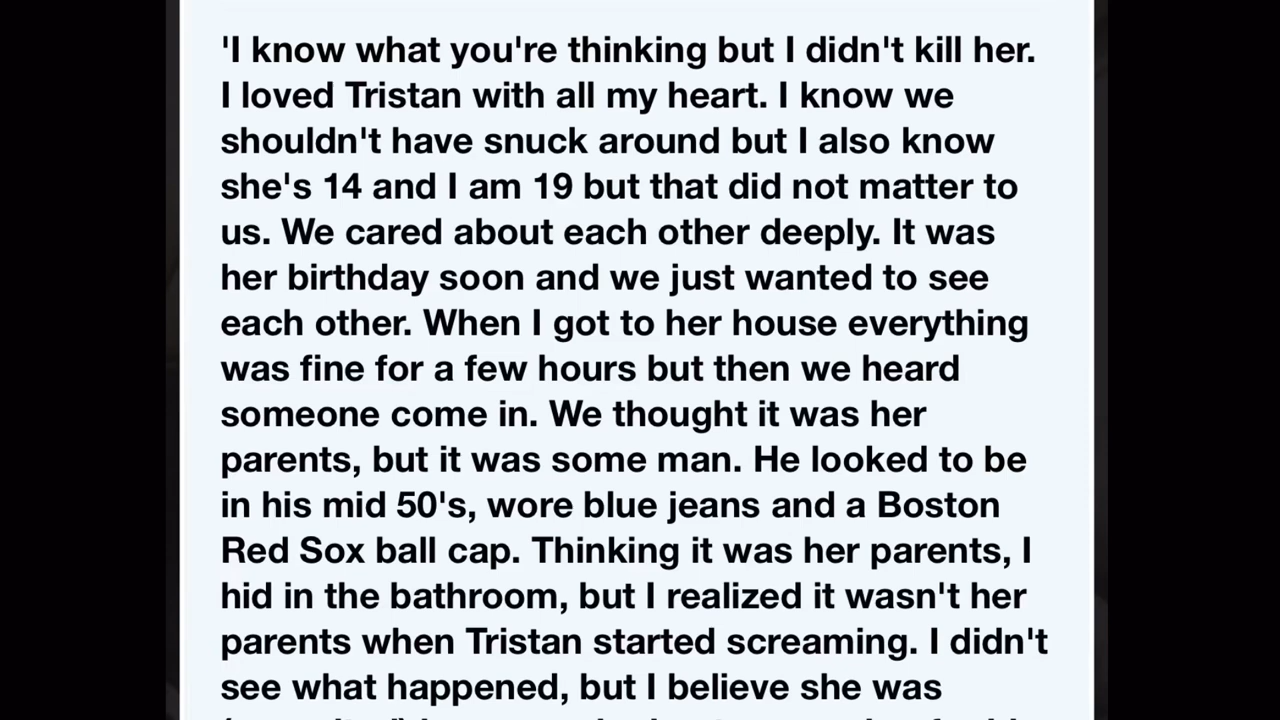 'I know what you're thinking but I didn't kill her.
I loved Tristan with all my heart. I know we
shouldn't have snuck around but I also know
she's 14 and I am 19 but that did not matter to
us. We cared about each other deeply. It was
her birthday soon and we just wanted to see
each other. When I got to her house everything
was fine for a few hours but then we heard
someone come in. We thought it was her
parents, but it was some man. He looked to be
in his mid 50's, wore blue jeans and a Boston
Red Sox ball cap. Thinking it was her parents, I
hid in the bathroom, but I realized it wasn't her
parents when Tristan started screaming. I didn't
see what happened, but I believe she was